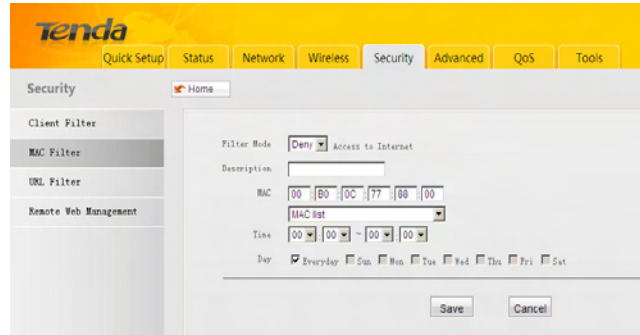 Tenda
Quick Setup Status Network Wireless Security Advanced QoS Tools
Security Home
Client Filter
MAC Filter
URL Filter
Remote Web Management
Filter Mode Deny Access to Internet
Description
MAC 00 : B0 : 0C : 77 : 88 : 00
MAC list
Time 00 : 00 ~ 00 : 00
Day Everyday Sun Mon Tue Wed Thu Fri Sat
Save Cancel